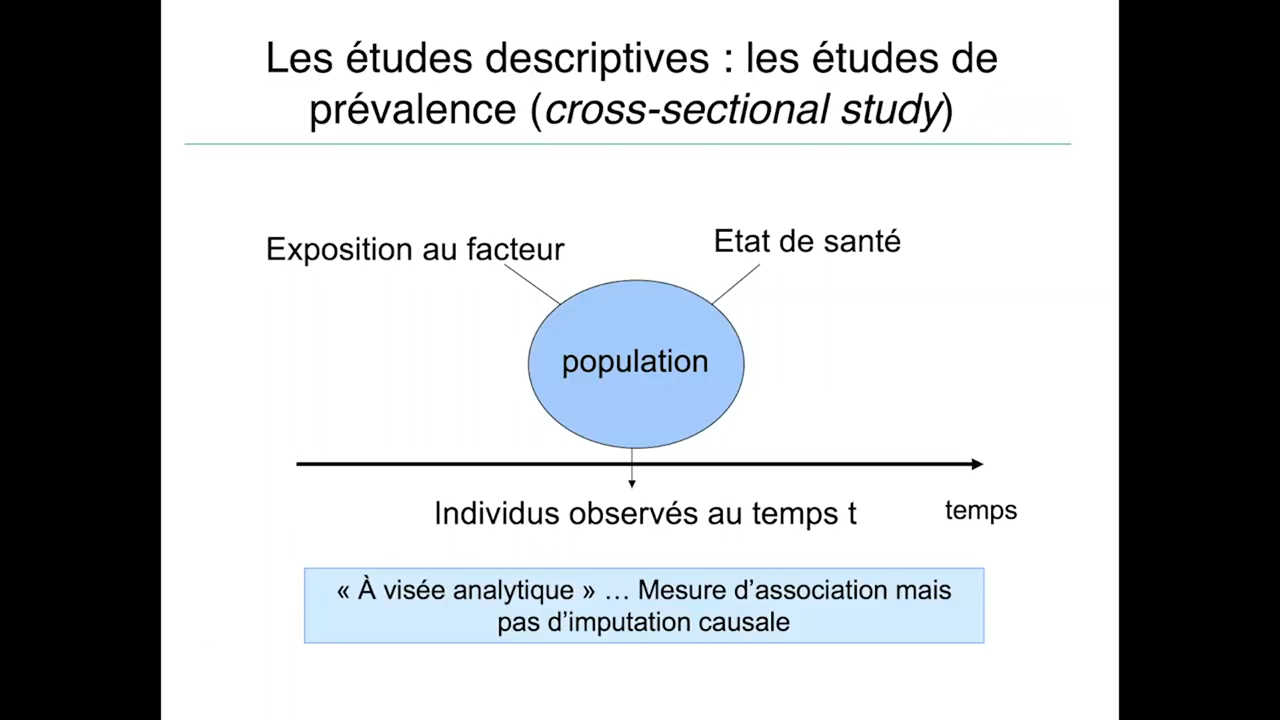 Les études descriptives : les études de
prévalence (cross-sectional study)
Exposition au facteur
Etat de santé
population
Individus observés au temps t
temps
« À visée analytique » … Mesure d’association mais
pas d’imputation causale